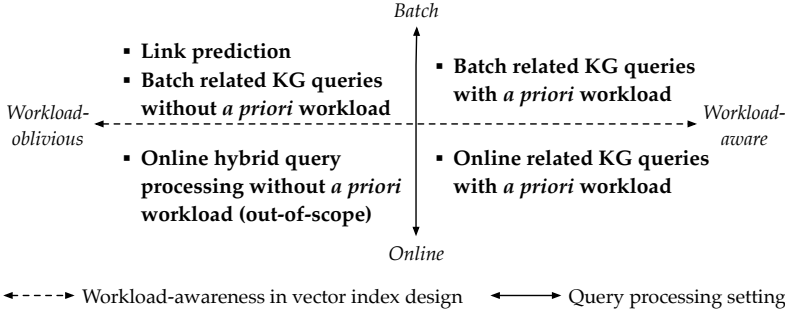 Batch
▪ Link prediction
▪ Batch related KG queries
without a priori workload
▪ Batch related KG queries
with a priori workload
Workload-
oblivious
Workload-
aware
▪ Online hybrid query
processing without a priori
workload (out-of-scope)
▪ Online related KG queries
with a priori workload
Online
Workload-awareness in vector index design
Query processing setting